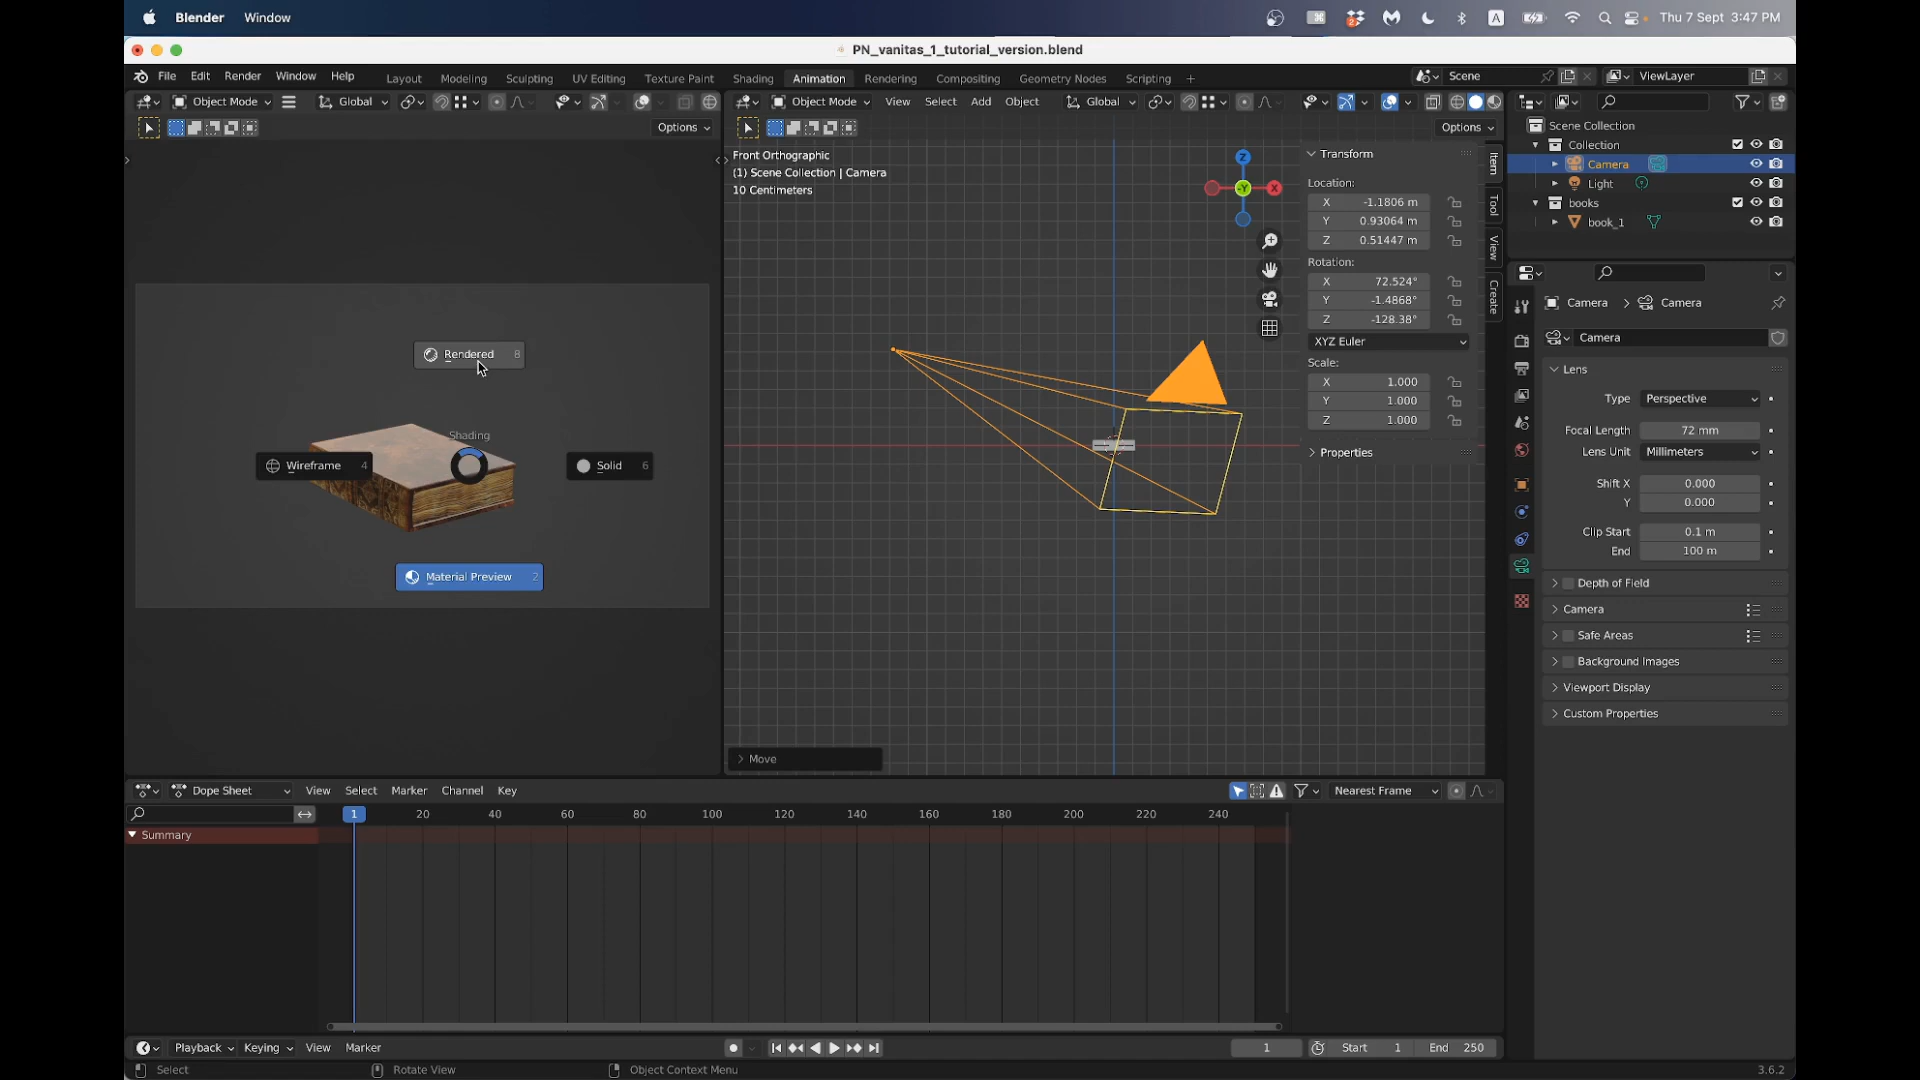 Blender Window
Thu 7 Sept 3:47 PM
PN_vanitas_1_tutorial_version.blend
File Edit Render Window Help
Layout Modeling Sculpting UV Editing Texture Paint Shading Animation Rendering Compositing Geometry Nodes Scripting +
Scene
ViewLayer
Object Mode
Global
Options
Object Mode View Select Add Object Global
Options
Front Orthographic
(1) Scene Collection | Camera
10 Centimeters
Z
-Y
X
Rendered 8
Shading
Wireframe 4
Solid 6
Material Preview 2
Move
Transform
Location:
X -1.1806 m
Y 0.93064 m
Z 0.51447 m
Rotation:
X 72.524°
Y -1.4868°
Z -128.38°
XYZ Euler
Scale:
X 1.000
Y 1.000
Z 1.000
Properties
Item
Tool
View
Create
Scene Collection
Collection
Camera
Light
books
book_1
Camera > Camera
Camera
Lens
Type Perspective
Focal Length 72 mm
Lens Unit Millimeters
Shift X 0.000
Y 0.000
Clip Start 0.1 m
End 100 m
Depth of Field
Camera
Safe Areas
Background Images
Viewport Display
Custom Properties
Dope Sheet View Select Marker Channel Key
Nearest Frame
1 20 40 60 80 100 120 140 160 180 200 220 240
Summary
Playback Keying View Marker
1 Start 1 End 250
Select Rotate View Object Context Menu 3.6.2